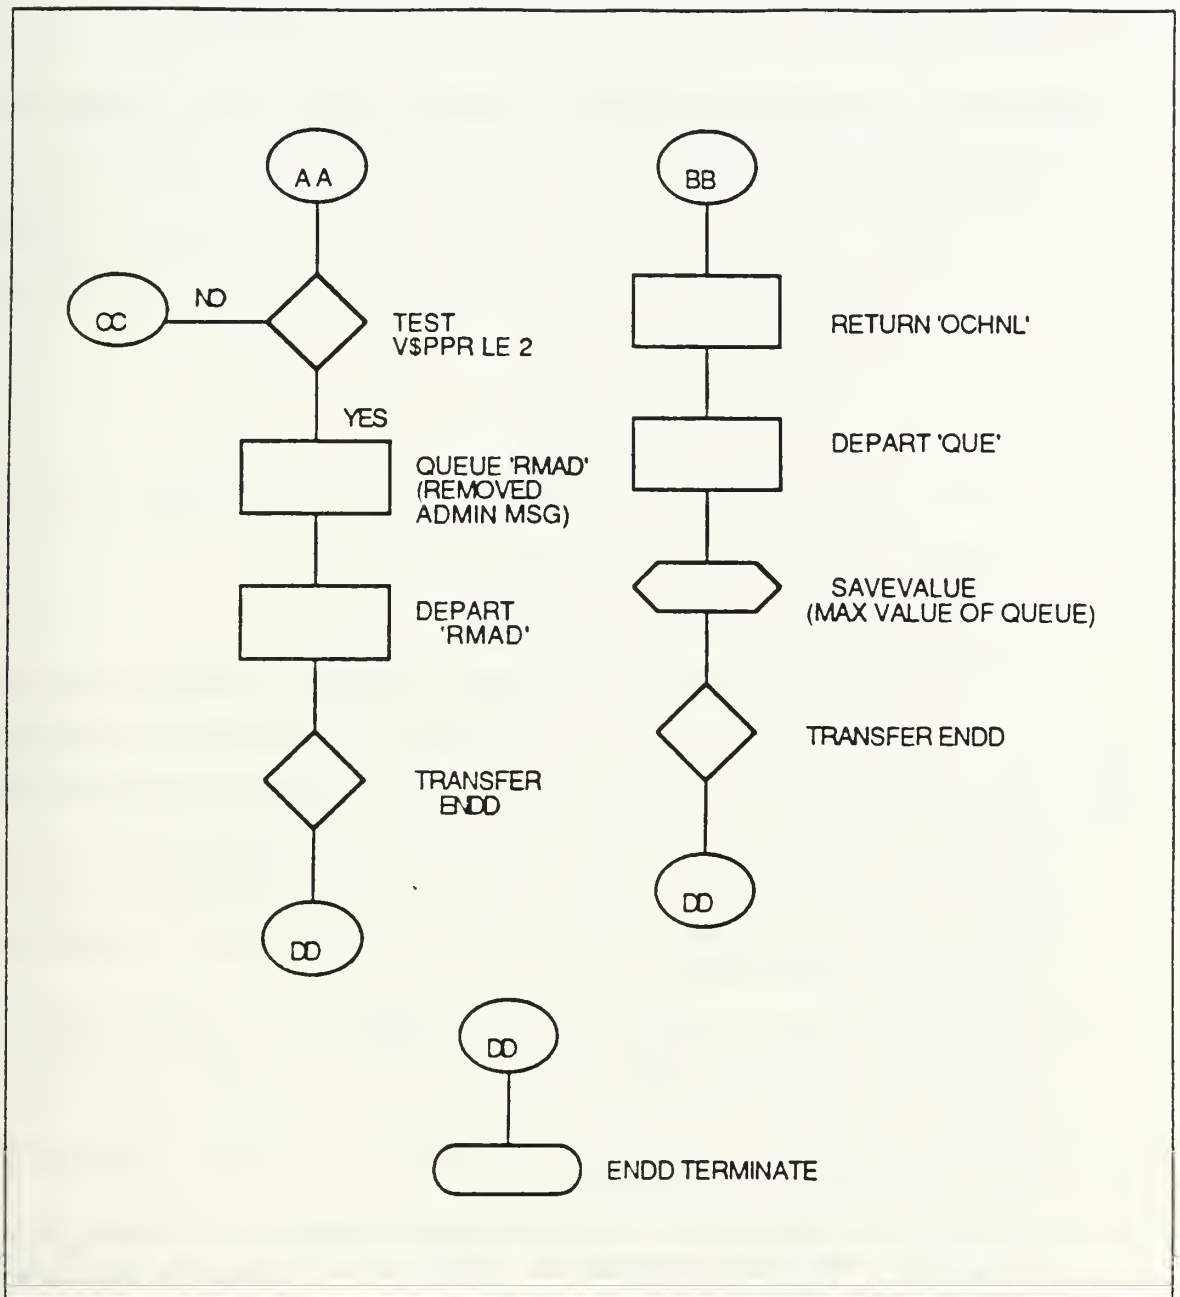 AA
CC
NO
TEST
V$PPR LE 2
YES
QUEUE 'RMAD'
(REMOVED
ADMIN MSG)
DEPART
'RMAD'
TRANSFER
ENDD
DD
BB
RETURN 'OCHNL'
DEPART 'QUE'
SAVEVALUE
(MAX VALUE OF QUEUE)
TRANSFER ENDD
DD
DD
ENDD TERMINATE